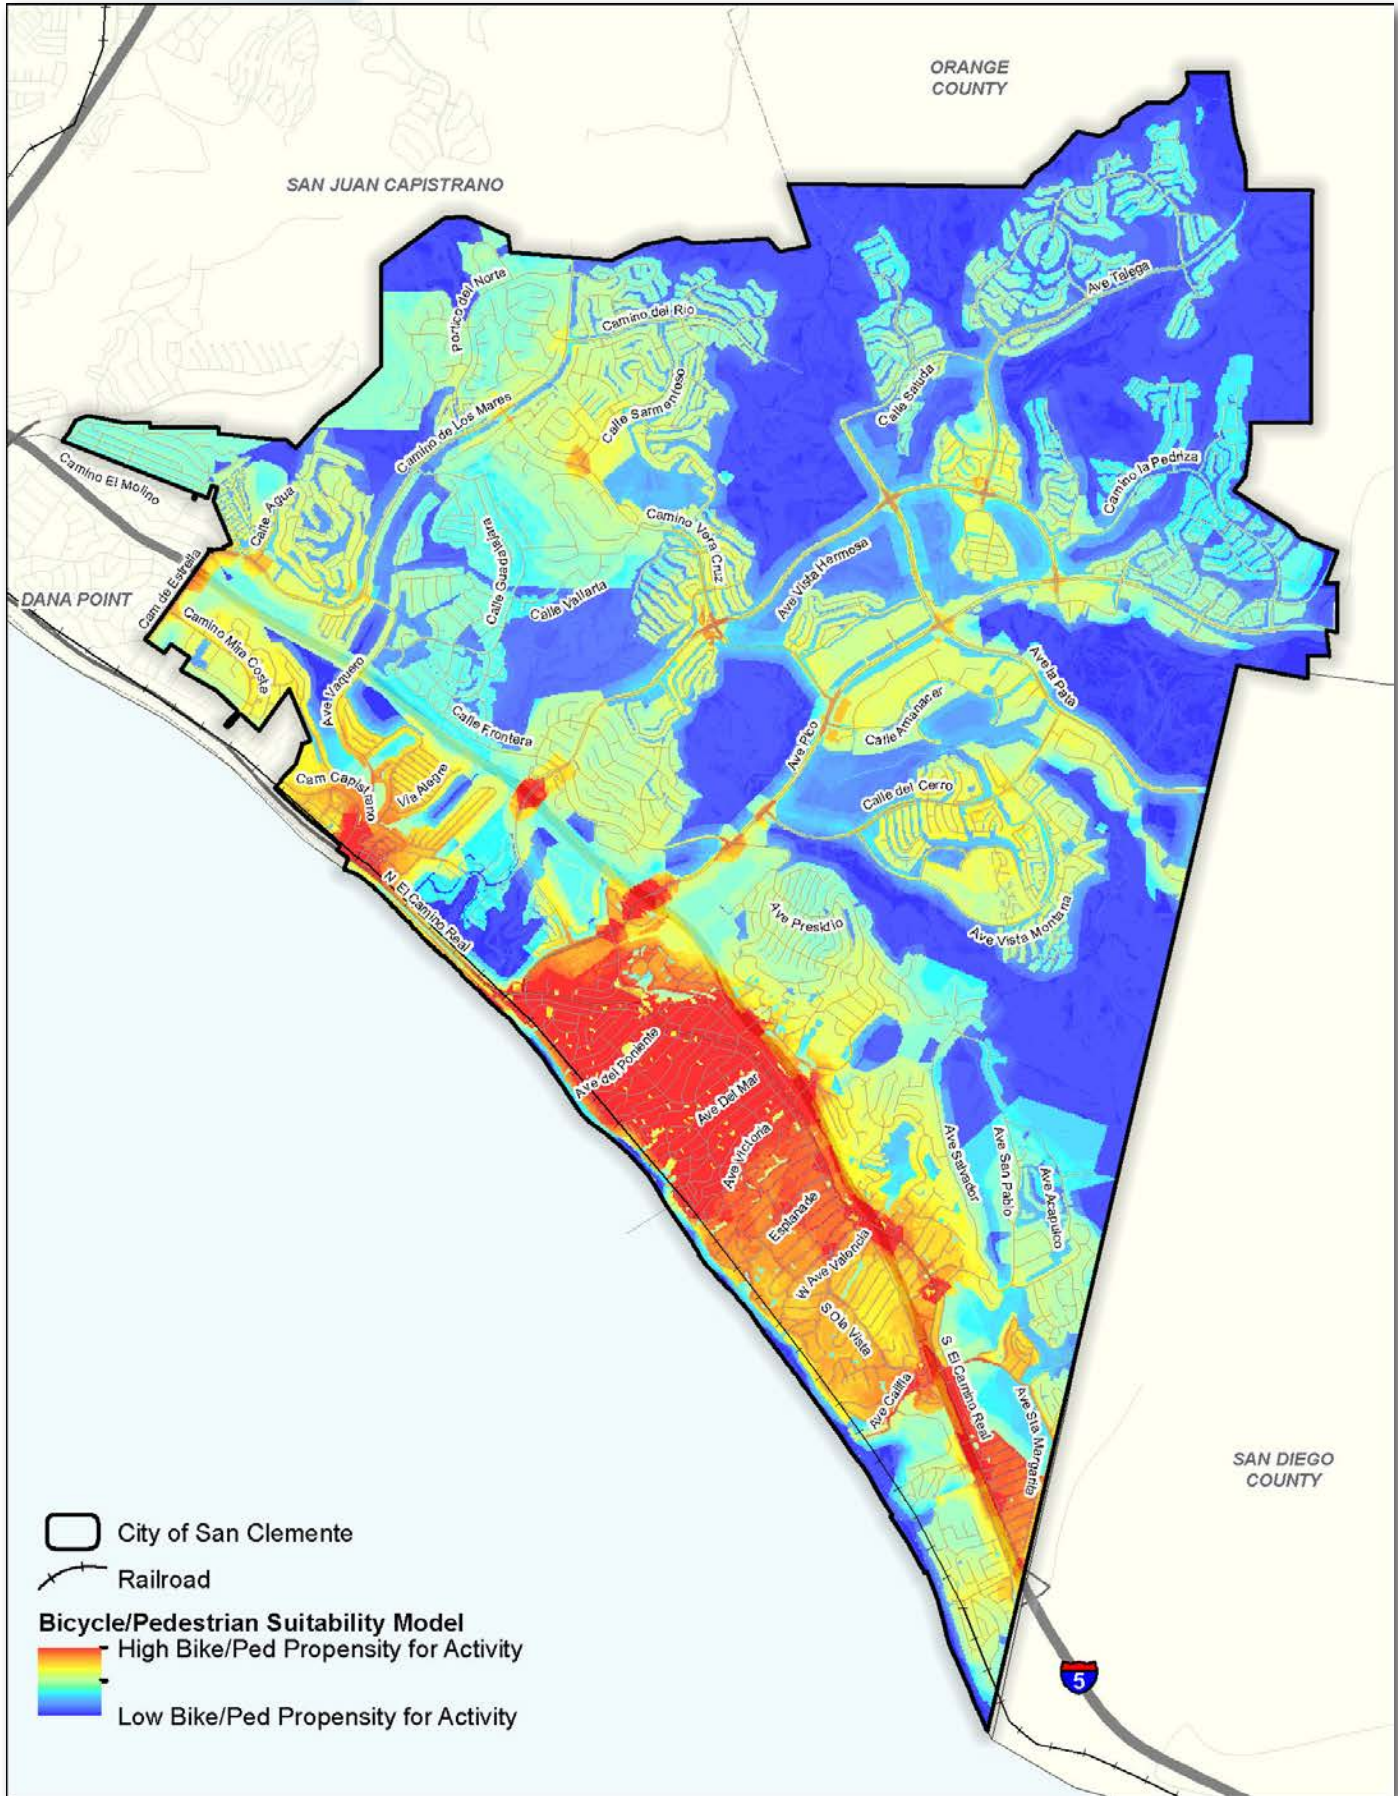 ORANGE
COUNTY
SAN JUAN CAPISTRANO
Portico del Norte
Camino del Rio
Ave Talega
Calle Saluda
Calle Sarmentoso
Camino de Los Mares
Camino la Pedriza
Camino El Molino
Calle Agua
Camino Vera Cruz
Calle Guadalajara
Ave Vista Hermosa
Calle Vallarta
Cam de Estrella
DANA POINT
Camino Mira Costa
Ave Vaquero
Ave la Pata
Calle Frontera
Calle Amanacer
Ave Pico
Cam Capistrano
Via Alegre
Calle del Cerro
N. El Camino Real
Ave Presidio
Ave Vista Montana
Ave del Poniente
Ave Del Mar
Ave Victoria
Ave Salvador
Ave San Pablo
Ave Acapulco
Esplanade
W Ave Valencia
S Ola Vista
S. El Camino Real
Ave Califia
Ave Sta Margarita
SAN DIEGO
COUNTY
City of San Clemente
Railroad
Bicycle/Pedestrian Suitability Model
High Bike/Ped Propensity for Activity
Low Bike/Ped Propensity for Activity
5